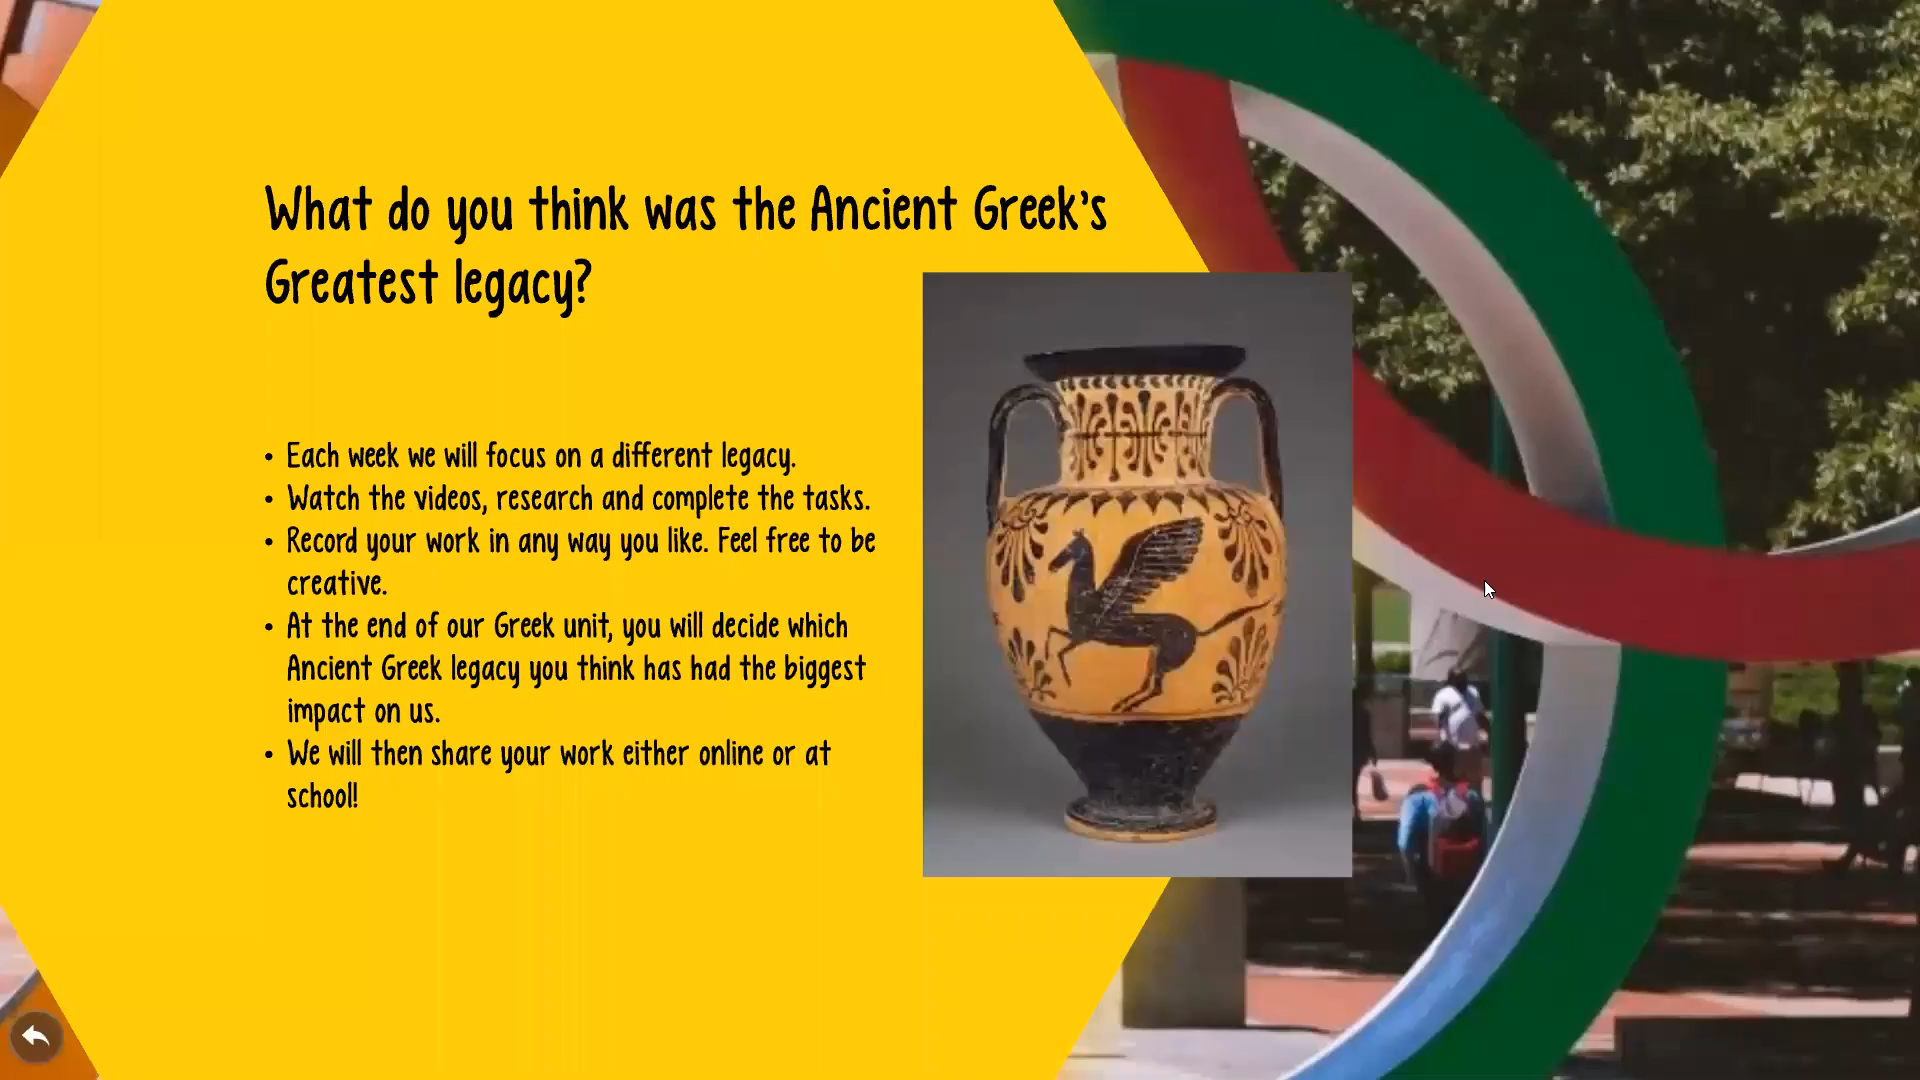 What do you think was the Ancient Greek's
Greatest legacy?
• Each week we will focus on a different legacy.
• Watch the videos, research and complete the tasks.
• Record your work in any way you like. Feel free to be
creative.
• At the end of our Greek unit, you will decide which
Ancient Greek legacy you think has had the biggest
impact on us.
• We will then share your work either online or at
school!